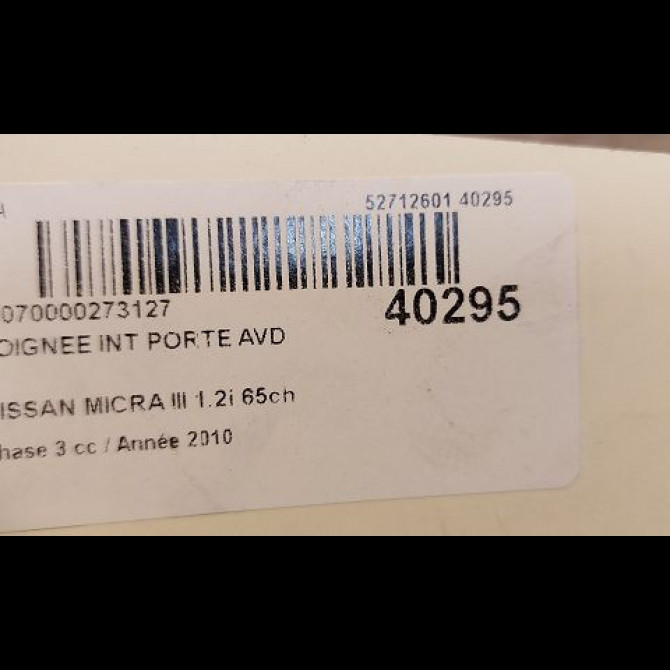 52712601 40295
070000273127
40295
OIGNEE INT PORTE AVD
ISSAN MICRA III 1.2i 65ch
hase 3 cc / Année 2010